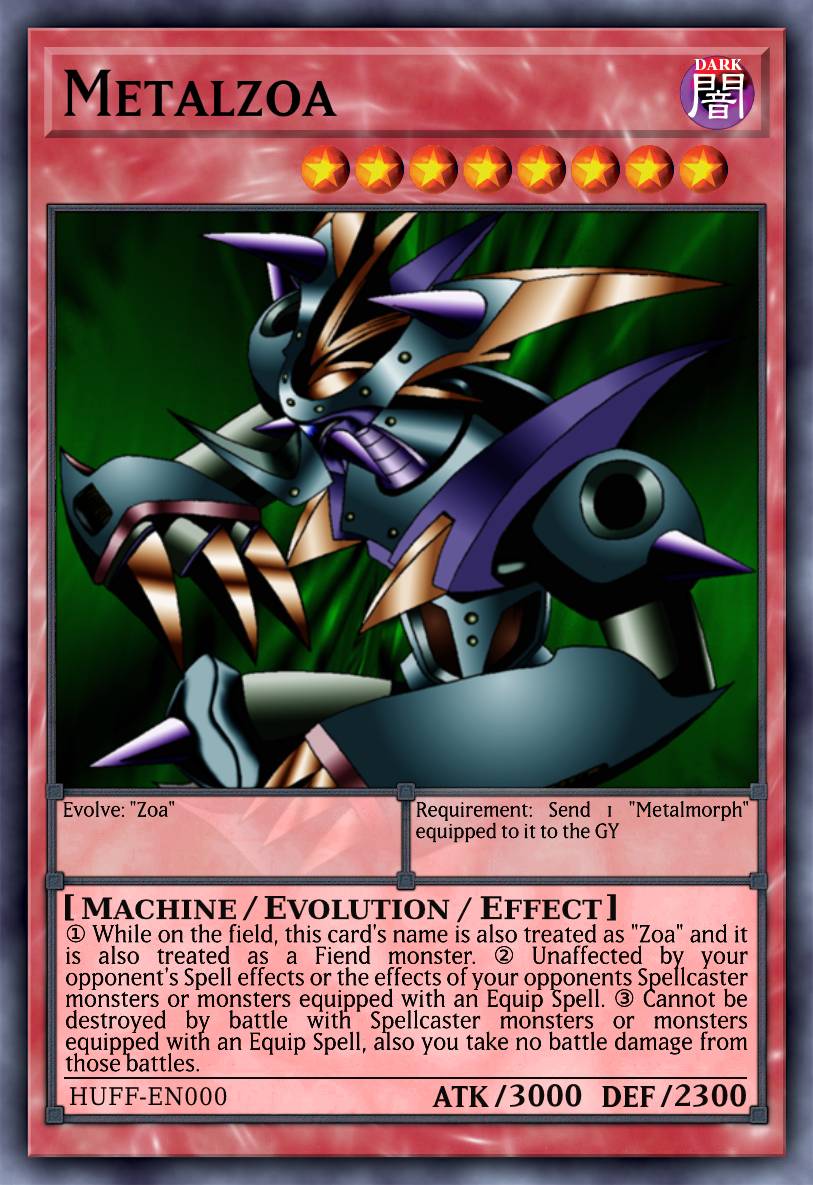 METALZOA
DARK
闇
Evolve: "Zoa"
Requirement: Send 1 "Metalmorph"
equipped to it to the GY
[ MACHINE / EVOLUTION / EFFECT ]
① While on the field, this card's name is also treated as "Zoa" and it
is also treated as a Fiend monster. ② Unaffected by your
opponent's Spell effects or the effects of your opponents Spellcaster
monsters or monsters equipped with an Equip Spell. ③ Cannot be
destroyed by battle with Spellcaster monsters or monsters
equipped with an Equip Spell, also you take no battle damage from
those battles.
HUFF-EN000
ATK /3000 DEF /2300